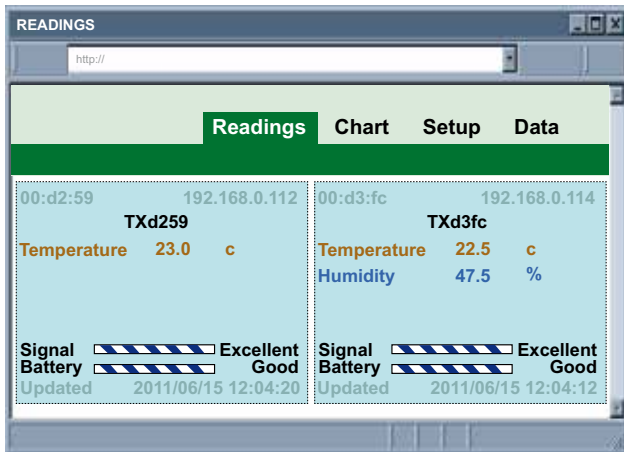 READINGS
http://
Readings Chart Setup Data
00:d2:59 192.168.0.112
TXd259
Temperature 23.0 c
Signal Excellent
Battery Good
Updated 2011/06/15 12:04:20
00:d3:fc 192.168.0.114
TXd3fc
Temperature 22.5 c
Humidity 47.5 %
Signal Excellent
Battery Good
Updated 2011/06/15 12:04:12